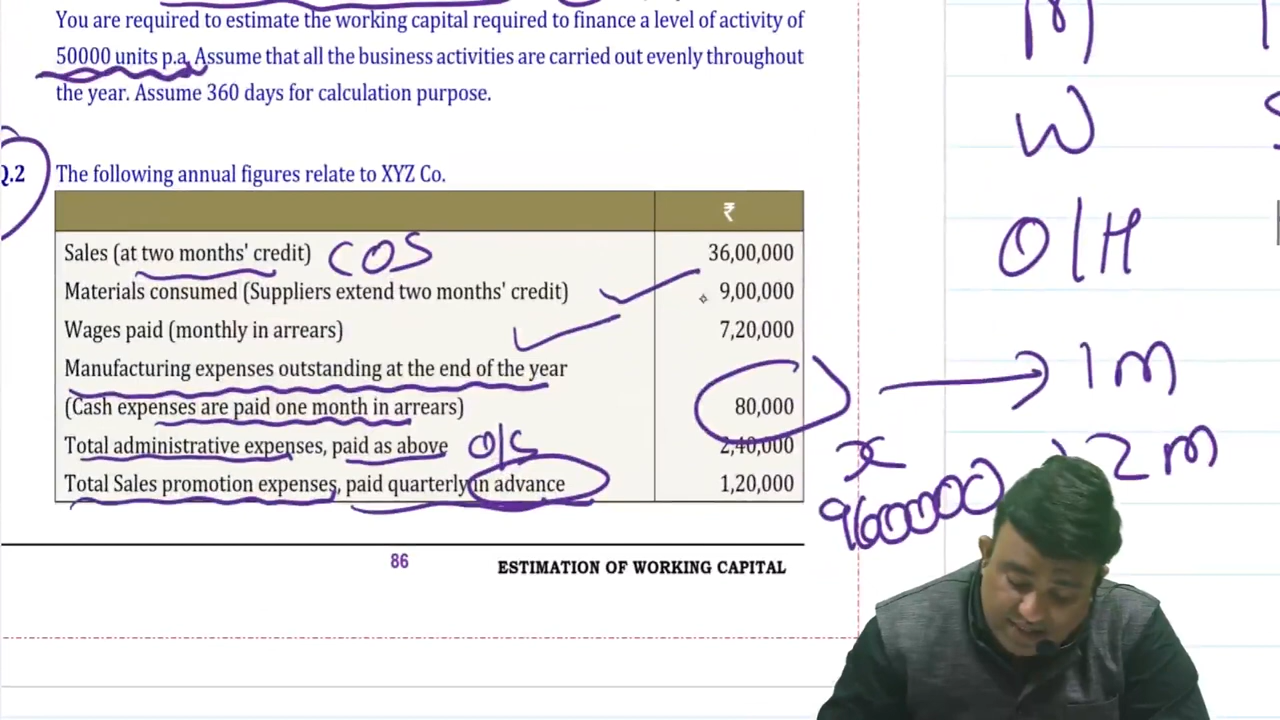 You are required to estimate the working capital required to finance a level of activity of
50000 units p.a. Assume that all the business activities are carried out evenly throughout
the year. Assume 360 days for calculation purpose.
Q.2 The following annual figures relate to XYZ Co.
₹
Sales (at two months' credit) COS 36,00,000
Materials consumed (Suppliers extend two months' credit) 9,00,000
Wages paid (monthly in arrears) 7,20,000
Manufacturing expenses outstanding at the end of the year
(Cash expenses are paid one month in arrears) 80,000
Total administrative expenses, paid as above O/S 2,40,000
Total Sales promotion expenses, paid quarterly in advance 1,20,000
86 ESTIMATION OF WORKING CAPITAL
W
O/H
1 m
x 12 m
960000